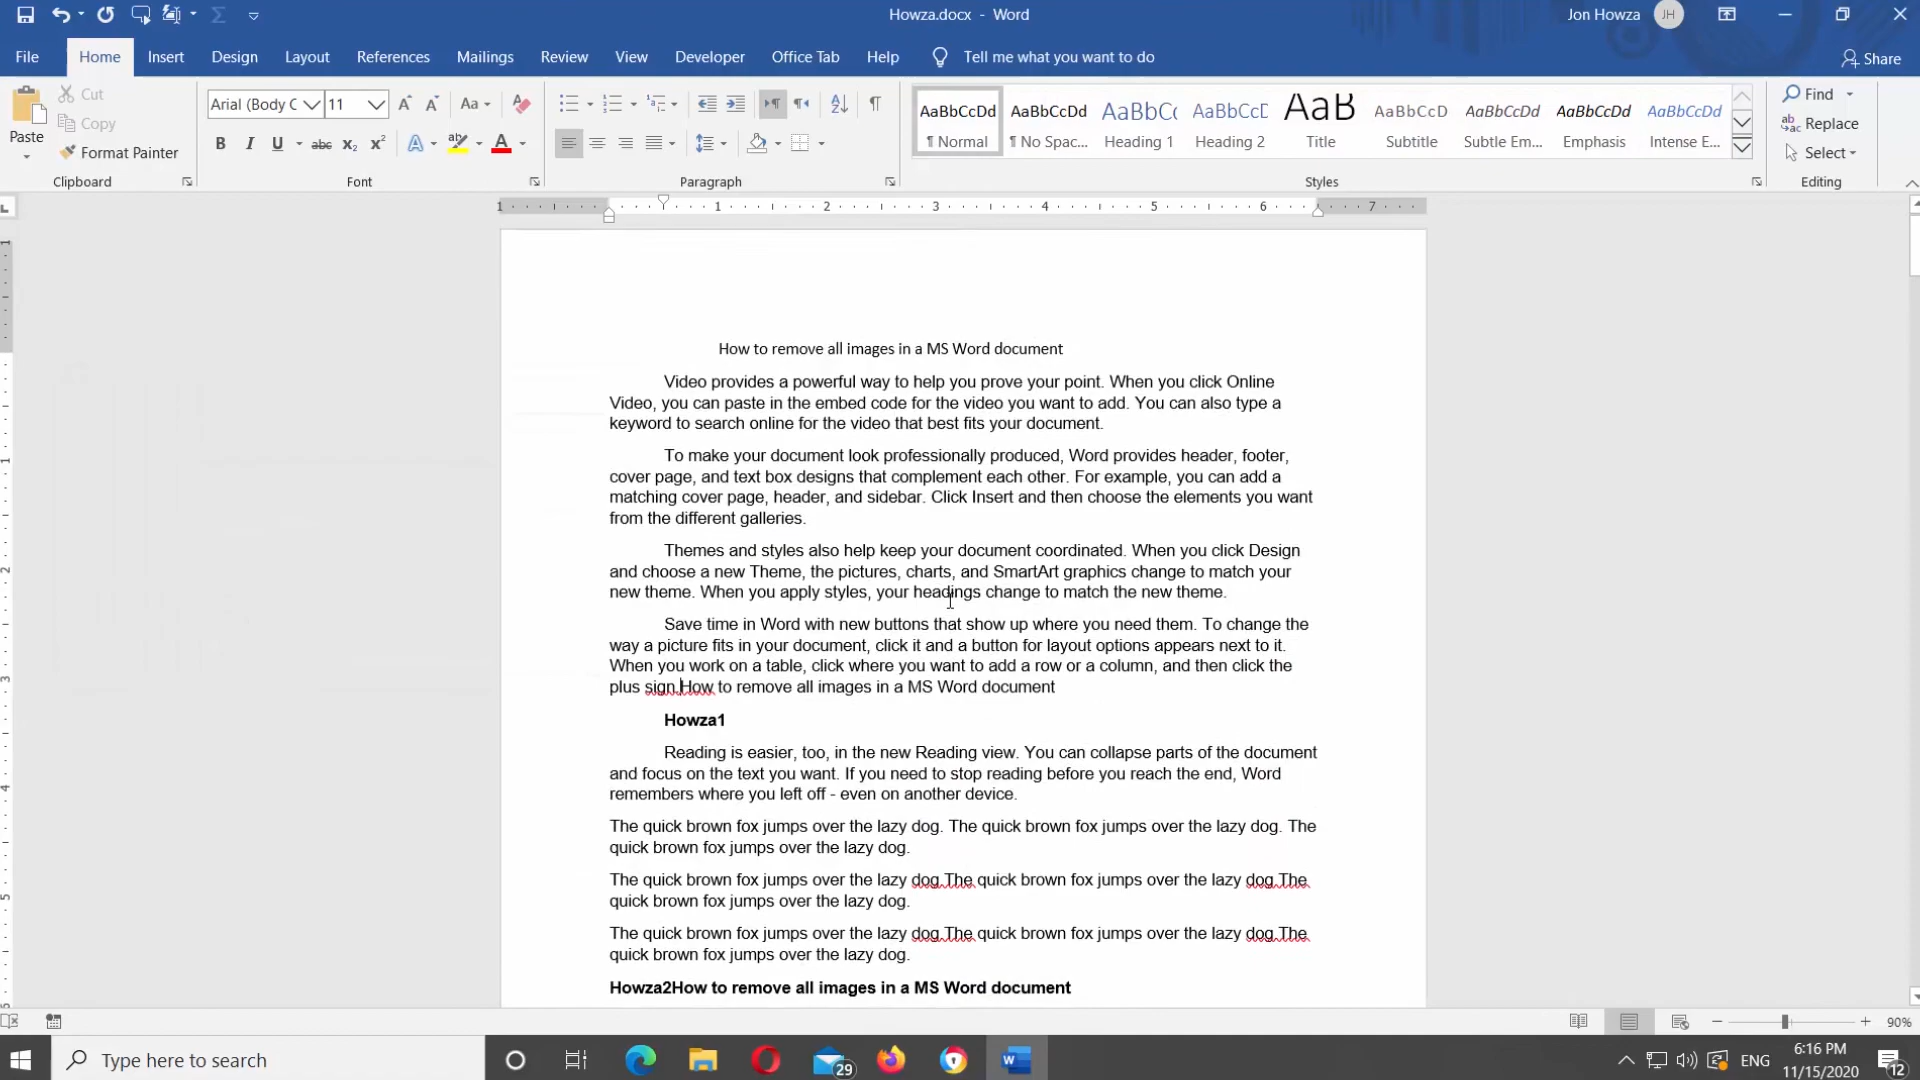 Howza.docx - Word
Jon Howza JH
File Home Insert Design Layout References Mailings Review View Developer Office Tab Help Tell me what you want to do Share
Cut
Copy
Paste
Format Painter
Clipboard
Arial (Body C 11 A A Aa
B I U abc x₂ x² A ab A
Font
Paragraph
AaBbCcDd AaBbCcDd AaBbC( AaBbCcD AaB AaBbCcD AaBbCcDd AaBbCcDd AaBbCcDd
¶ Normal ¶ No Spac... Heading 1 Heading 2 Title Subtitle Subtle Em... Emphasis Intense E...
Styles
Find
Replace
Select
Editing
1 1 2 3 4 5 6 7
How to remove all images in a MS Word document
Video provides a powerful way to help you prove your point. When you click Online
Video, you can paste in the embed code for the video you want to add. You can also type a
keyword to search online for the video that best fits your document.
To make your document look professionally produced, Word provides header, footer,
cover page, and text box designs that complement each other. For example, you can add a
matching cover page, header, and sidebar. Click Insert and then choose the elements you want
from the different galleries.
Themes and styles also help keep your document coordinated. When you click Design
and choose a new Theme, the pictures, charts, and SmartArt graphics change to match your
new theme. When you apply styles, your headings change to match the new theme.
Save time in Word with new buttons that show up where you need them. To change the
way a picture fits in your document, click it and a button for layout options appears next to it.
When you work on a table, click where you want to add a row or a column, and then click the
plus sign.How to remove all images in a MS Word document
Howza1
Reading is easier, too, in the new Reading view. You can collapse parts of the document
and focus on the text you want. If you need to stop reading before you reach the end, Word
remembers where you left off - even on another device.
The quick brown fox jumps over the lazy dog. The quick brown fox jumps over the lazy dog. The
quick brown fox jumps over the lazy dog.
The quick brown fox jumps over the lazy dog.The quick brown fox jumps over the lazy dog.The
quick brown fox jumps over the lazy dog.
The quick brown fox jumps over the lazy dog.The quick brown fox jumps over the lazy dog.The
quick brown fox jumps over the lazy dog.
Howza2How to remove all images in a MS Word document
90%
Type here to search
29
ENG
6:16 PM
11/15/2020
12